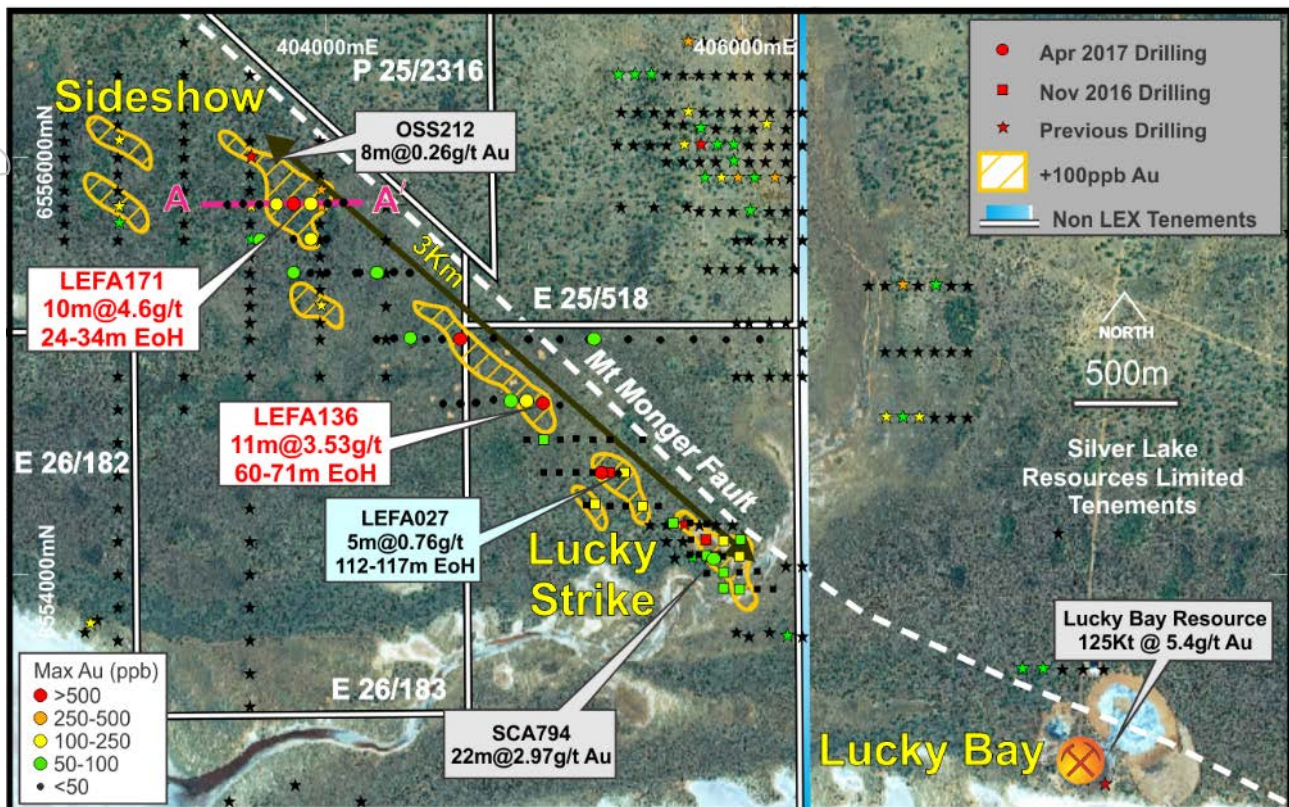 404000mE
406000mE
P 25/2316
Sideshow
6556000mN
OSS212
8m@0.26g/t Au
A
A'
3Km
LEFA171
10m@4.6g/t
24-34m EoH
E 25/518
Mt Monger Fault
LEFA136
11m@3.53g/t
60-71m EoH
E 26/182
LEFA027
5m@0.76g/t
112-117m EoH
Lucky
Strike
6554000mN
E 26/183
SCA794
22m@2.97g/t Au
Max Au (ppb)
>500
250-500
100-250
50-100
<50
Apr 2017 Drilling
Nov 2016 Drilling
Previous Drilling
+100ppb Au
Non LEX Tenements
NORTH
500m
Silver Lake
Resources Limited
Tenements
Lucky Bay Resource
125Kt @ 5.4g/t Au
Lucky Bay